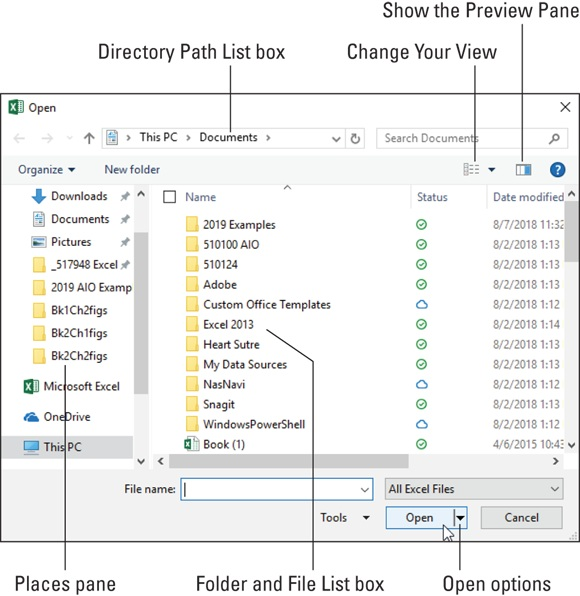 Show the Preview Pane
Directory Path List box Change Your View
Open
This PC > Documents > Search Documents
Organize New folder
Name Status Date modified
Downloads
Documents
Pictures
_517948 Excel
2019 AIO Examp
Bk1Ch2figs
Bk2Ch1figs
Bk2Ch2figs
Microsoft Excel
OneDrive
This PC
2019 Examples 8/7/2018 11:32
510100 AIO 8/2/2018 1:13
510124 8/2/2018 1:13
Adobe 8/2/2018 1:13
Custom Office Templates 8/2/2018 1:12
Excel 2013 8/2/2018 1:14
Heart Sutre 8/2/2018 1:13
My Data Sources 8/2/2018 1:13
NasNavi 8/2/2018 1:12
Snagit 8/2/2018 1:13
WindowsPowerShell 8/2/2018 1:12
Book (1) 4/6/2015 10:43
File name: All Excel Files
Tools Open Cancel
Places pane Folder and File List box Open options